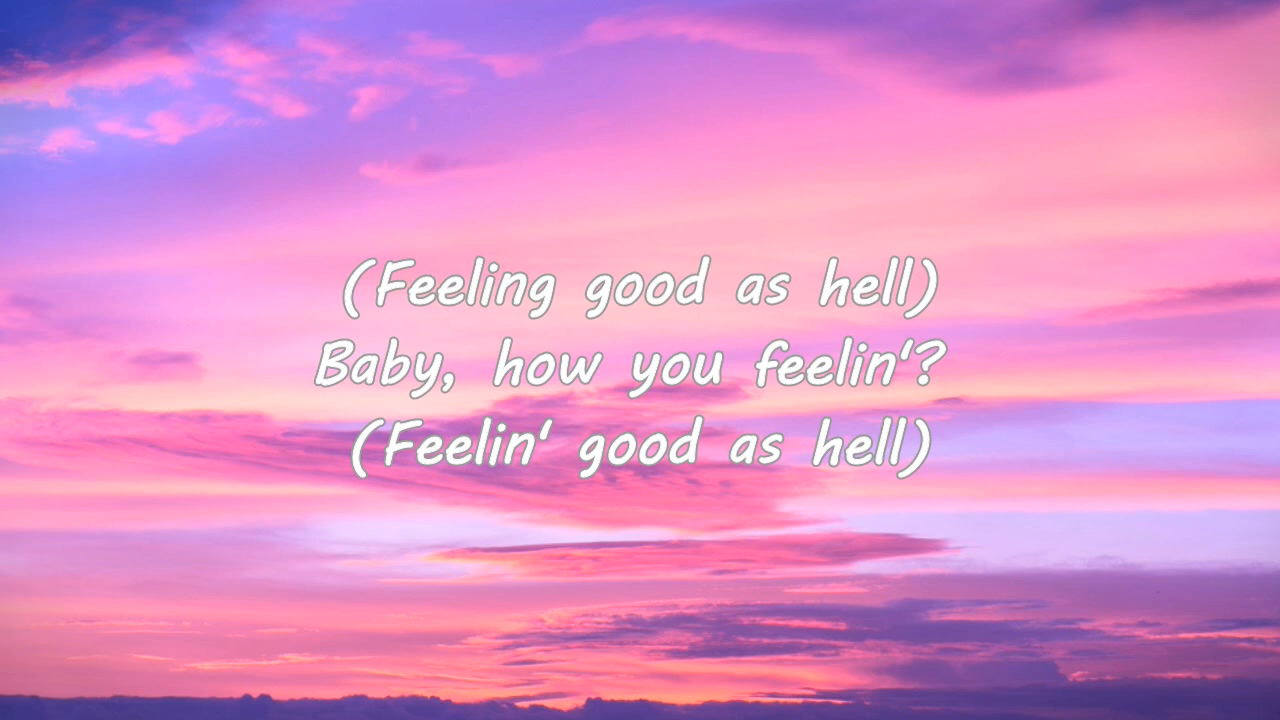 (Feeling good as hell)
Baby, how you feelin'?
(Feelin' good as hell)